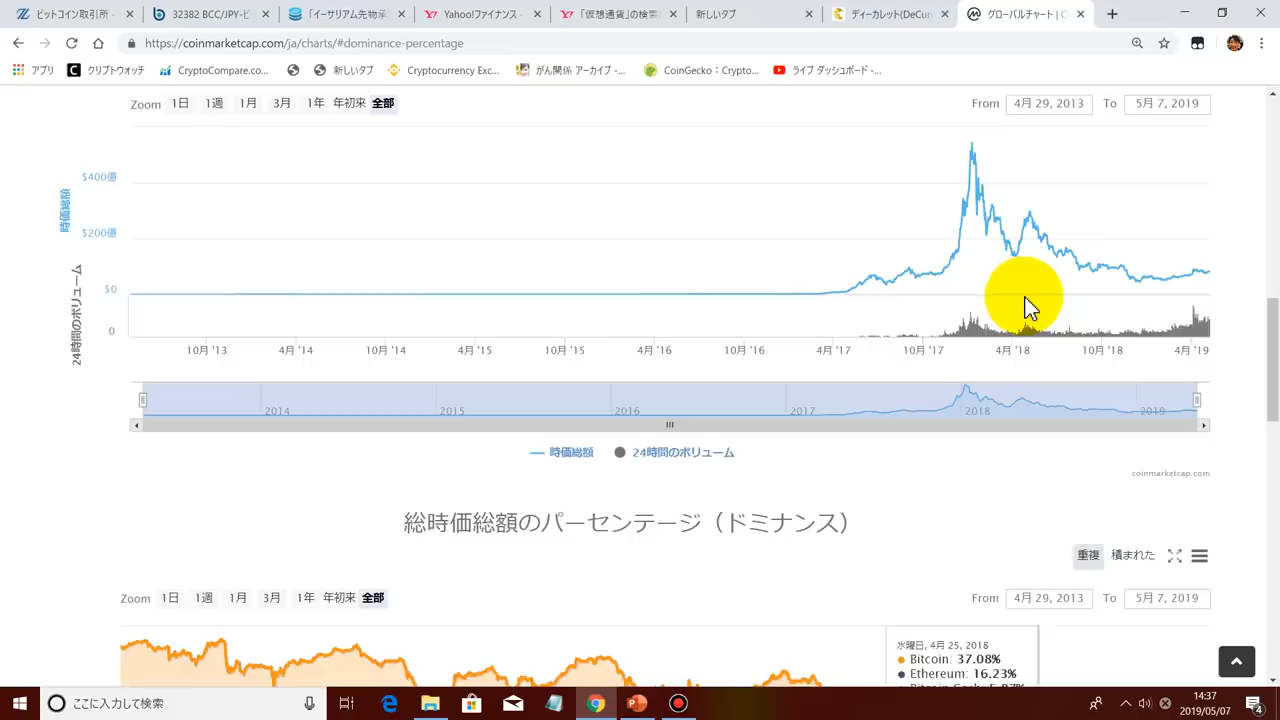 ビットコイン取引所 -
32382 BCC/JPY-ビ
「イーサリアム先物承
Yahoo!ファイナンス -
「仮想通貨」の検索
新しいタブ
ディーカレット(DeCur
グローバルチャート | C
https://coinmarketcap.com/ja/charts/#dominance-percentage
アプリ
クリプトウォッチ
CryptoCompare.co...
新しいタブ
Cryptocurrency Exc...
がん関係 アーカイブ -...
CoinGecko：Crypto...
ライブ ダッシュボード -...
Zoom 1日 1週 1月 3月 1年 年初来 全部
From 4月 29, 2013 To 5月 7, 2019
$400億
$200億
$0
0
時価総額
24時間のボリューム
10月 '13 4月 '14 10月 '14 4月 '15 10月 '15 4月 '16 10月 '16 4月 '17 10月 '17 4月 '18 10月 '18 4月 '19
2014 2015 2016 2017 2018 2019
時価総額 24時間のボリューム
coinmarketcap.com
総時価総額のパーセンテージ（ドミナンス）
重複 積まれた
Zoom 1日 1週 1月 3月 1年 年初来 全部
From 4月 29, 2013 To 5月 7, 2019
水曜日, 4月 25, 2018
Bitcoin: 37.08%
Ethereum: 16.23%
Bitcoin Cash: 5.87%
ここに入力して検索
14:37
2019/05/07
4